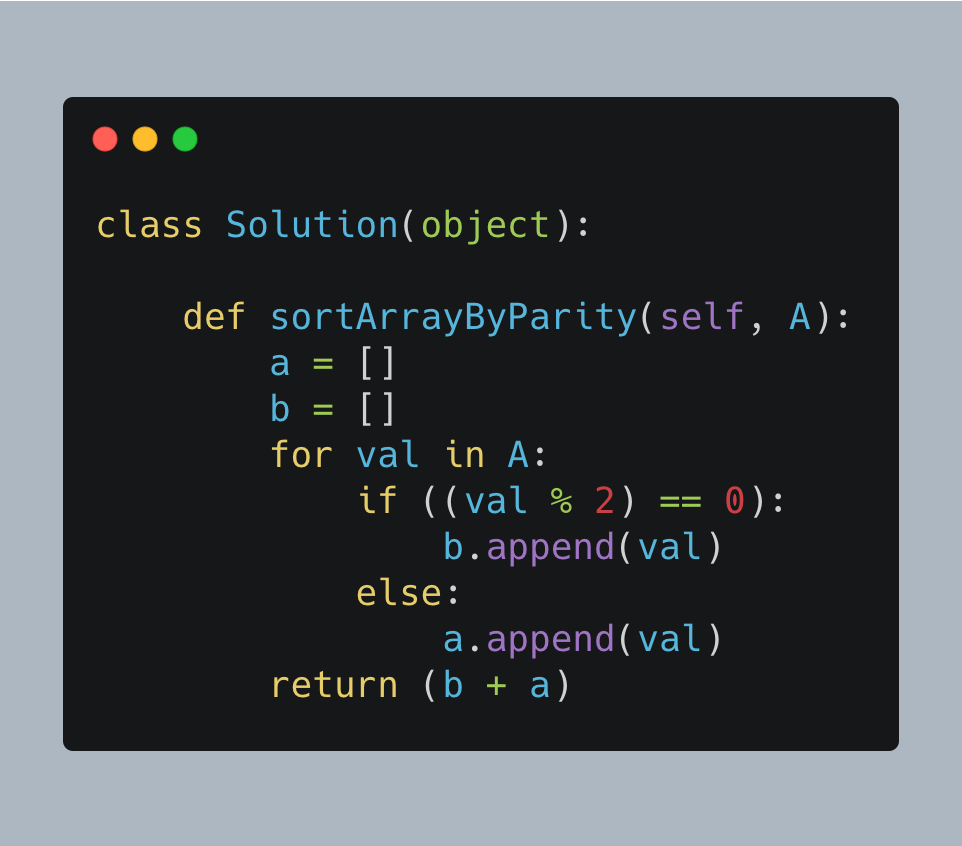 class Solution(object):
    def sortArrayByParity(self, A):
        a = []
        b = []
        for val in A:
            if ((val % 2) == 0):
                b.append(val)
            else:
                a.append(val)
        return (b + a)